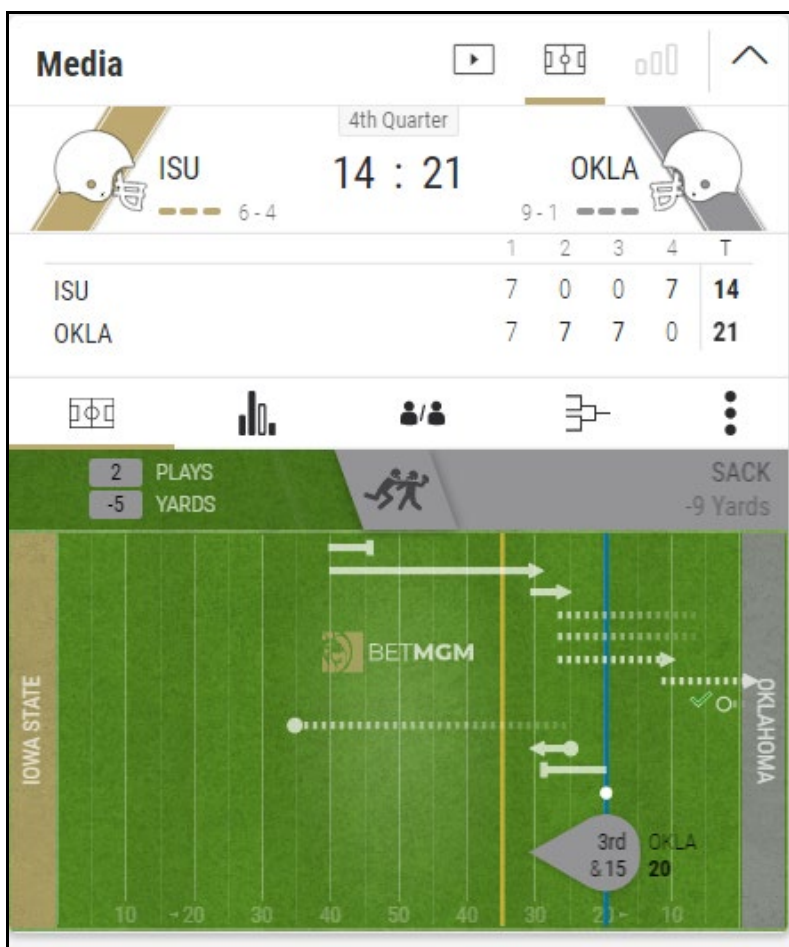 Media
4th Quarter
ISU 14 : 21 OKLA
6 - 4 9 - 1
1 2 3 4 T
ISU 7 0 0 7 14
OKLA 7 7 7 0 21
2 PLAYS SACK
-5 YARDS -9 Yards
BETMGM
IOWA STATE
OKLAHOMA
3rd OKLA
&15 20
10 20 30 40 50 40 30 20 10